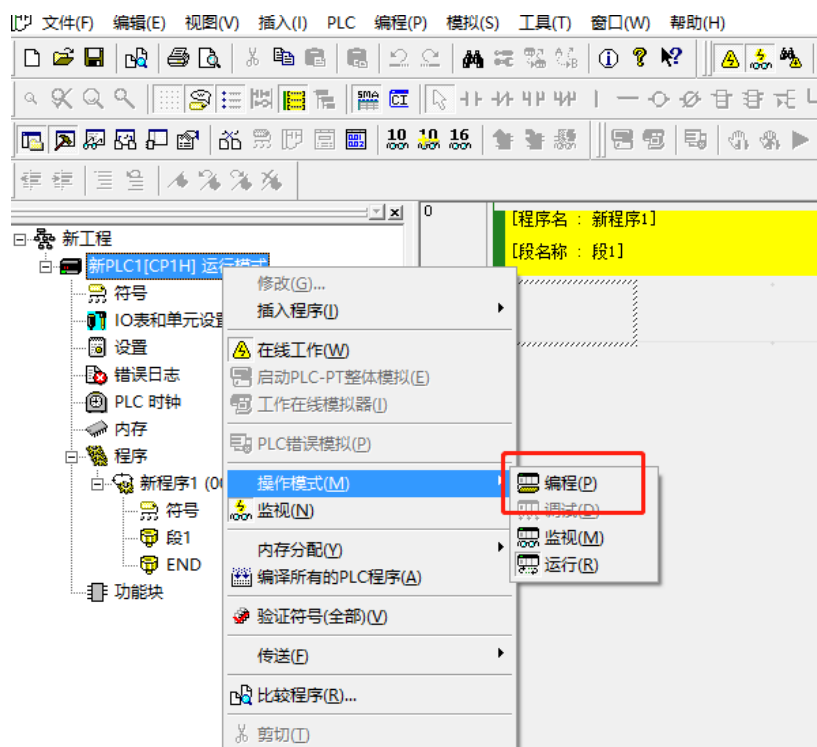 文件(F) 编辑(E) 视图(V) 插入(I) PLC 编程(P) 模拟(S) 工具(T) 窗口(W) 帮助(H)
SMA
CI
10 10 16
0
[程序名 : 新程序1]
[段名称 : 段1]
新工程
新PLC1[CP1H] 运行模式
符号
IO表和单元设
设置
错误日志
PLC 时钟
内存
程序
新程序1 (0
符号
段1
END
功能块
修改(G)...
插入程序(I)
在线工作(W)
启动PLC-PT整体模拟(E)
工作在线模拟器(I)
PLC错误模拟(P)
操作模式(M)
监视(N)
内存分配(Y)
编译所有的PLC程序(A)
验证符号(全部)(V)
传送(F)
比较程序(R)...
剪切(T)
编程(P)
调试(D)
监视(M)
运行(R)